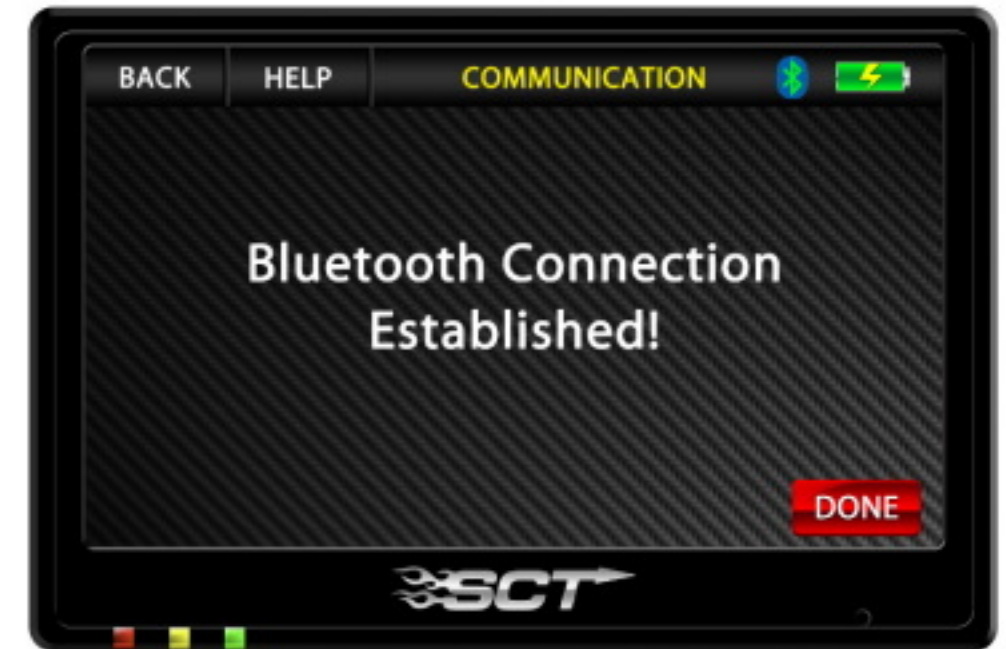 BACK HELP COMMUNICATION
Bluetooth Connection
Established!
DONE
SCT